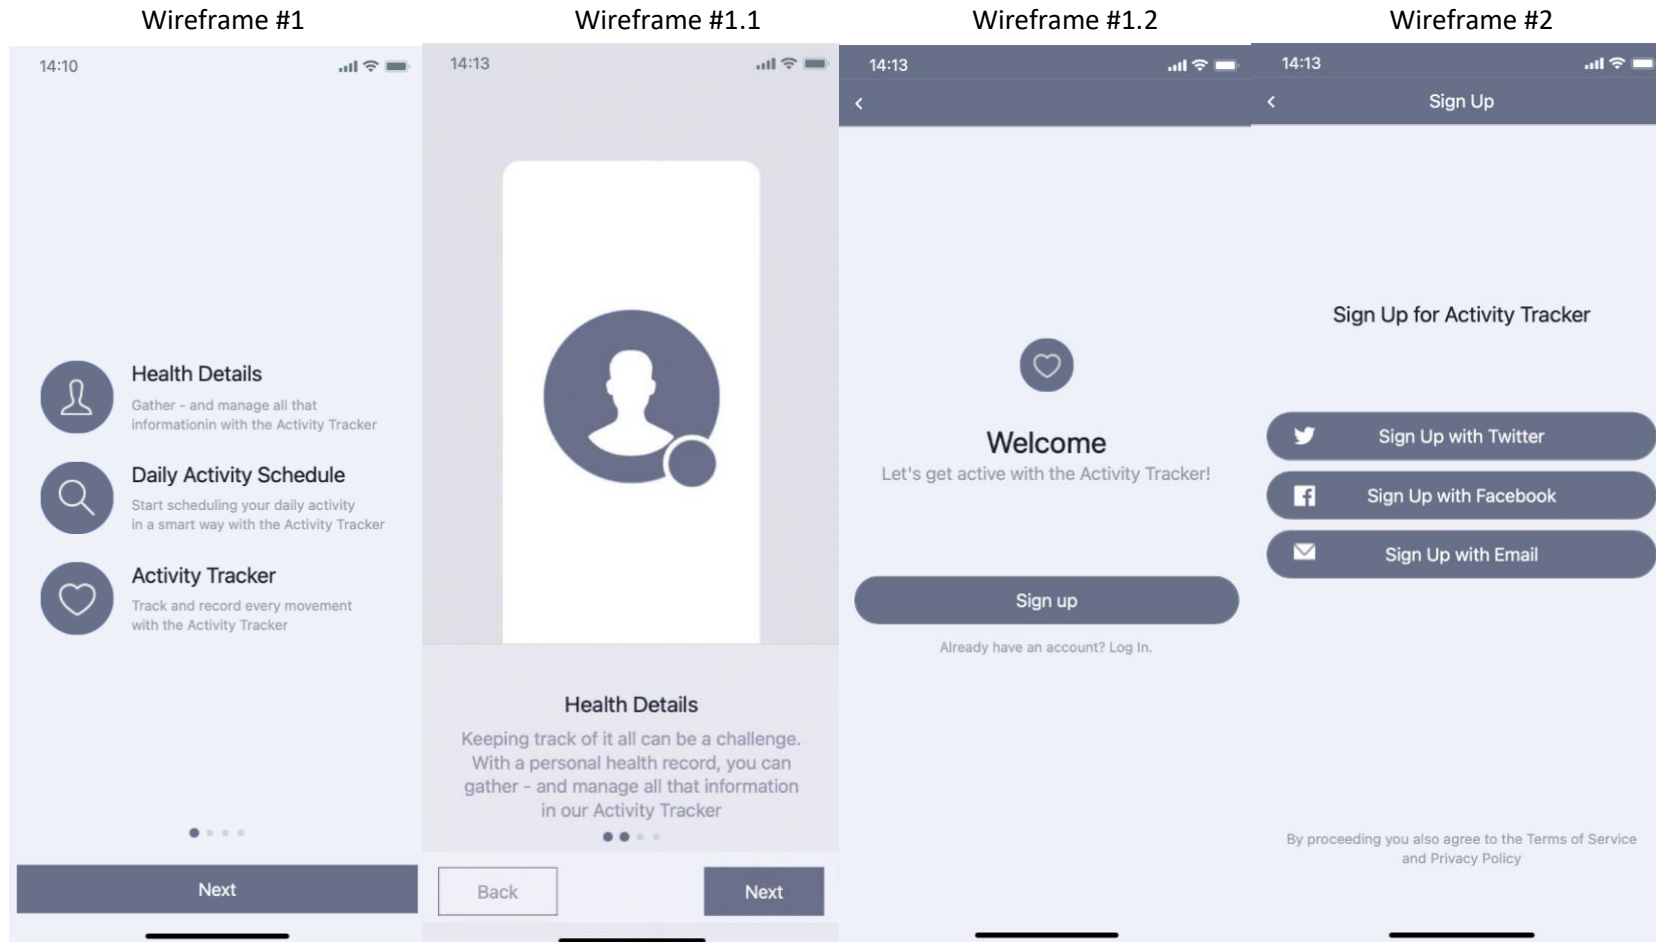 Wireframe #1
14:10
Health Details
Gather - and manage all that
informationin with the Activity Tracker
Daily Activity Schedule
Start scheduling your daily activity
in a smart way with the Activity Tracker
Activity Tracker
Track and record every movement
with the Activity Tracker
Next
Wireframe #1.1
14:13
Health Details
Keeping track of it all can be a challenge.
With a personal health record, you can
gather - and manage all that information
in our Activity Tracker
Back
Next
Wireframe #1.2
14:13
Welcome
Let's get active with the Activity Tracker!
Sign up
Already have an account? Log In.
Wireframe #2
14:13
Sign Up
Sign Up for Activity Tracker
Sign Up with Twitter
Sign Up with Facebook
Sign Up with Email
By proceeding you also agree to the Terms of Service
and Privacy Policy